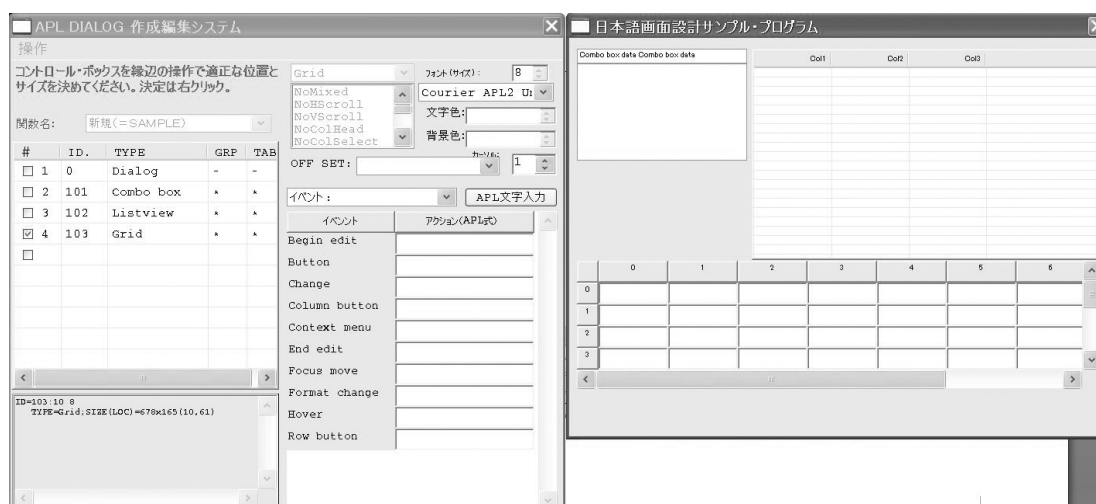 APL DIALOG 作成編集システム
操作
コントロール・ボックスを縁辺の操作で適正な位置と
サイズを決めてください。決定は右クリック。
関数名: 新規(=SAMPLE)
# ID. TYPE GRP TAB
1 0 Dialog - -
2 101 Combo box * *
3 102 Listview * *
4 103 Grid * *
ID=103:10 8
TYPE=Grid;SIZE(LOC)=678x165(10,61)
Grid
フォント(サイズ): 8
NoMixed
NoHScroll
NoVScroll
NoColHead
NoColSelect
Courier APL2 Un
文字色:
背景色:
カーソル:
OFF SET: 1
イベント: APL文字入力
イベント アクション(APL式)
Begin edit
Button
Change
Column button
Context menu
End edit
Focus move
Format change
Hover
Row button
日本語画面設計サンプル・プログラム
Combo box data Combo box data
Col1 Col2 Col3
0 1 2 3 4 5 6
0
1
2
3